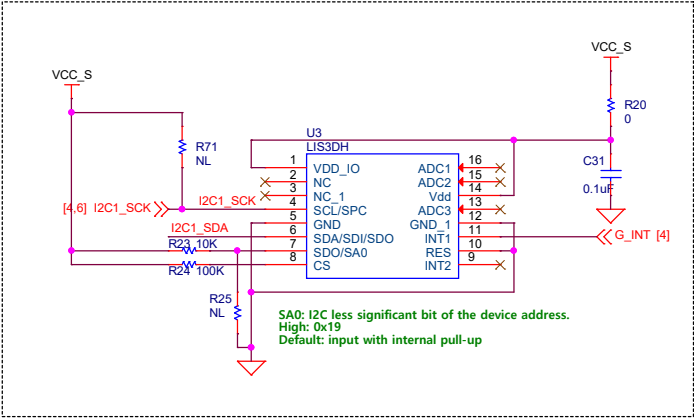 VCC_S
VCC_S
R20
0
U3
LIS3DH
R71
NL
C31
0.1uF
1
VDD_IO
ADC1
16
2
NC
ADC2
15
3
NC_1
Vdd
14
[4,6] I2C1_SCK
I2C1_SCK
4
SCL/SPC
ADC3
13
5
GND
GND_1
12
I2C1_SDA
6
SDA/SDI/SDO
INT1
11
G_INT [4]
R23 10K
7
SDO/SA0
RES
10
R24 100K
8
CS
INT2
9
R25
NL
SA0: I2C less significant bit of the device address.
High: 0x19
Default: input with internal pull-up